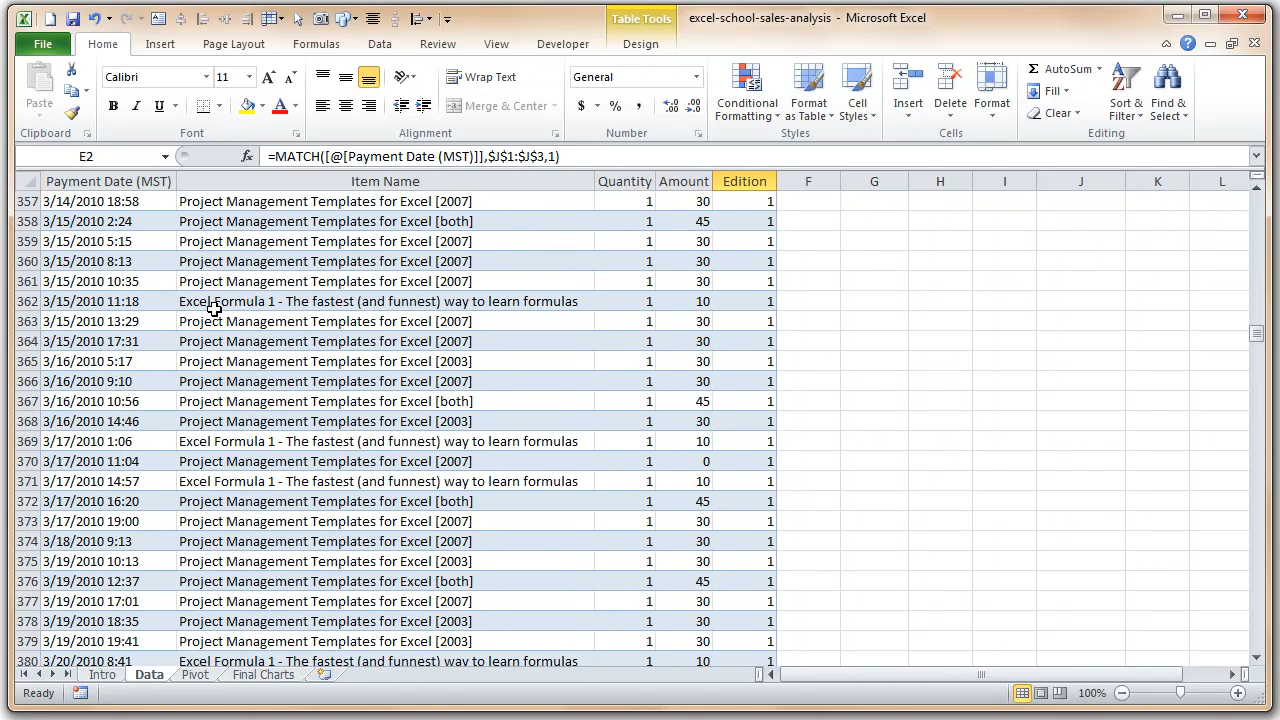 Table Tools
excel-school-sales-analysis - Microsoft Excel
File Home Insert Page Layout Formulas Data Review View Developer Design
Calibri 11 Wrap Text General AutoSum
Paste Merge & Center Conditional Formatting Format as Table Cell Styles Insert Delete Format Fill Clear Sort & Filter Find & Select
Clipboard Font Alignment Number Styles Cells Editing
E2 fx =MATCH([@[Payment Date (MST)]],$J$1:$J$3,1)
Payment Date (MST) Item Name Quantity Amount Edition F G H I J K L
357 3/14/2010 18:58 Project Management Templates for Excel [2007] 1 30 1
358 3/15/2010 2:24 Project Management Templates for Excel [both] 1 45 1
359 3/15/2010 5:15 Project Management Templates for Excel [2007] 1 30 1
360 3/15/2010 8:13 Project Management Templates for Excel [2007] 1 30 1
361 3/15/2010 10:35 Project Management Templates for Excel [2007] 1 30 1
362 3/15/2010 11:18 Excel Formula 1 - The fastest (and funnest) way to learn formulas 1 10 1
363 3/15/2010 13:29 Project Management Templates for Excel [2007] 1 30 1
364 3/15/2010 17:31 Project Management Templates for Excel [2007] 1 30 1
365 3/16/2010 5:17 Project Management Templates for Excel [2003] 1 30 1
366 3/16/2010 9:10 Project Management Templates for Excel [2007] 1 30 1
367 3/16/2010 10:56 Project Management Templates for Excel [both] 1 45 1
368 3/16/2010 14:46 Project Management Templates for Excel [2003] 1 30 1
369 3/17/2010 1:06 Excel Formula 1 - The fastest (and funnest) way to learn formulas 1 10 1
370 3/17/2010 11:04 Project Management Templates for Excel [2007] 1 0 1
371 3/17/2010 14:57 Excel Formula 1 - The fastest (and funnest) way to learn formulas 1 10 1
372 3/17/2010 16:20 Project Management Templates for Excel [both] 1 45 1
373 3/17/2010 19:00 Project Management Templates for Excel [2007] 1 30 1
374 3/18/2010 9:13 Project Management Templates for Excel [2007] 1 30 1
375 3/19/2010 10:13 Project Management Templates for Excel [2003] 1 30 1
376 3/19/2010 12:37 Project Management Templates for Excel [both] 1 45 1
377 3/19/2010 17:01 Project Management Templates for Excel [2007] 1 30 1
378 3/19/2010 18:35 Project Management Templates for Excel [2003] 1 30 1
379 3/19/2010 19:41 Project Management Templates for Excel [2003] 1 30 1
380 3/20/2010 8:41 Excel Formula 1 - The fastest (and funnest) way to learn formulas 1 10 1
Intro Data Pivot Final Charts
Ready 100%